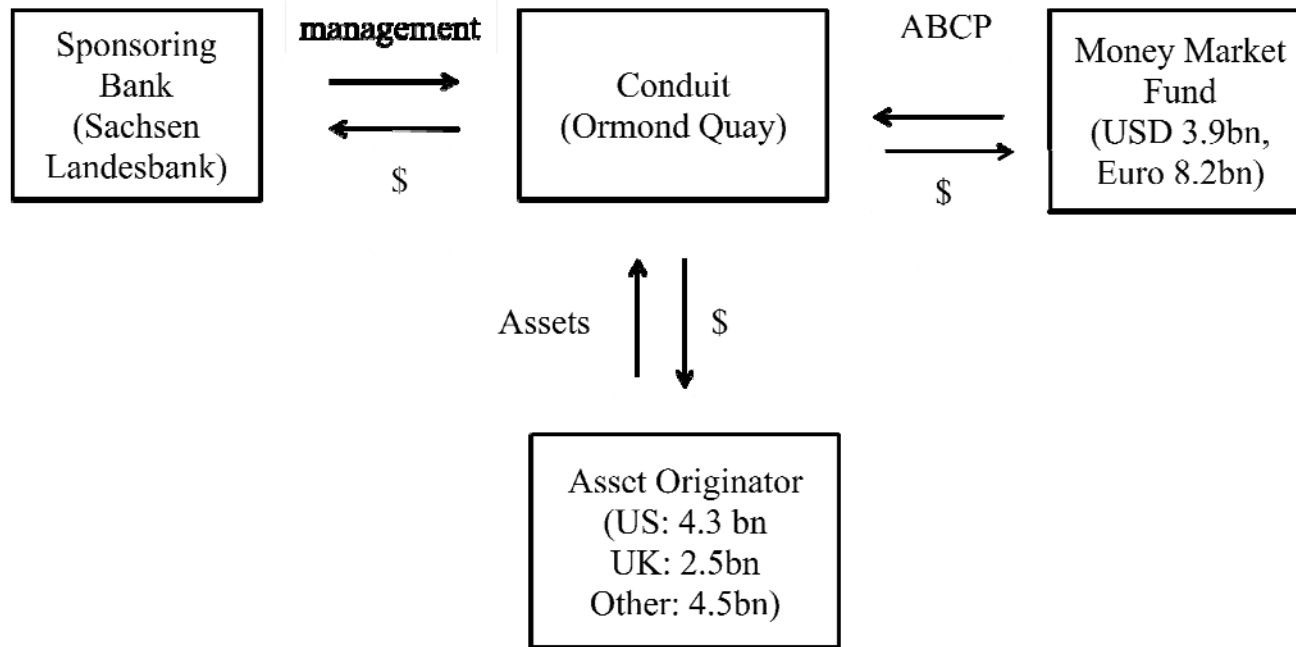 Sponsoring
Bank
(Sachsen
Landesbank)
management
$
Conduit
(Ormond Quay)
ABCP
$
Money Market
Fund
(USD 3.9bn,
Euro 8.2bn)
Assets
$
Asset Originator
(US: 4.3 bn
UK: 2.5bn
Other: 4.5bn)